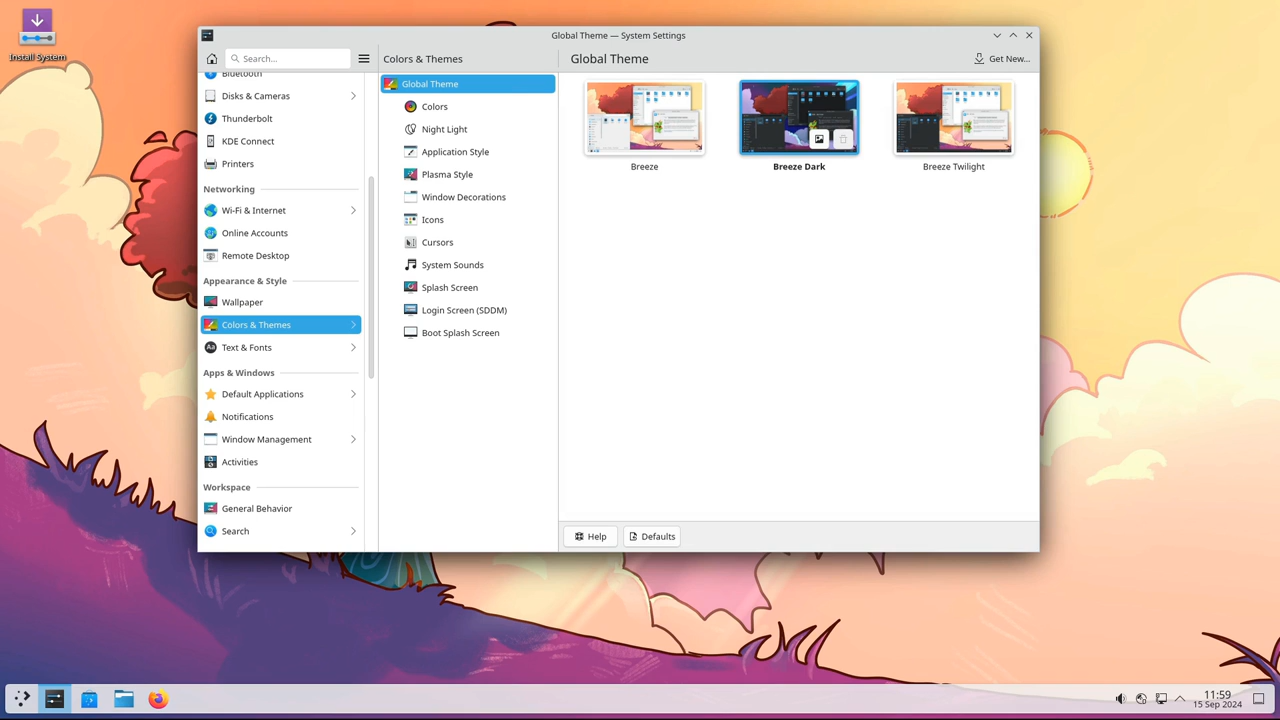 Install System
Global Theme — System Settings
Search...
Colors & Themes
Global Theme
Get New...
Bluetooth
Disks & Cameras
Thunderbolt
KDE Connect
Printers
Networking
Wi-Fi & Internet
Online Accounts
Remote Desktop
Appearance & Style
Wallpaper
Colors & Themes
Text & Fonts
Apps & Windows
Default Applications
Notifications
Window Management
Activities
Workspace
General Behavior
Search
Global Theme
Colors
Night Light
Application Style
Plasma Style
Window Decorations
Icons
Cursors
System Sounds
Splash Screen
Login Screen (SDDM)
Boot Splash Screen
Breeze
Breeze Dark
Breeze Twilight
Help
Defaults
11:59
15 Sep 2024